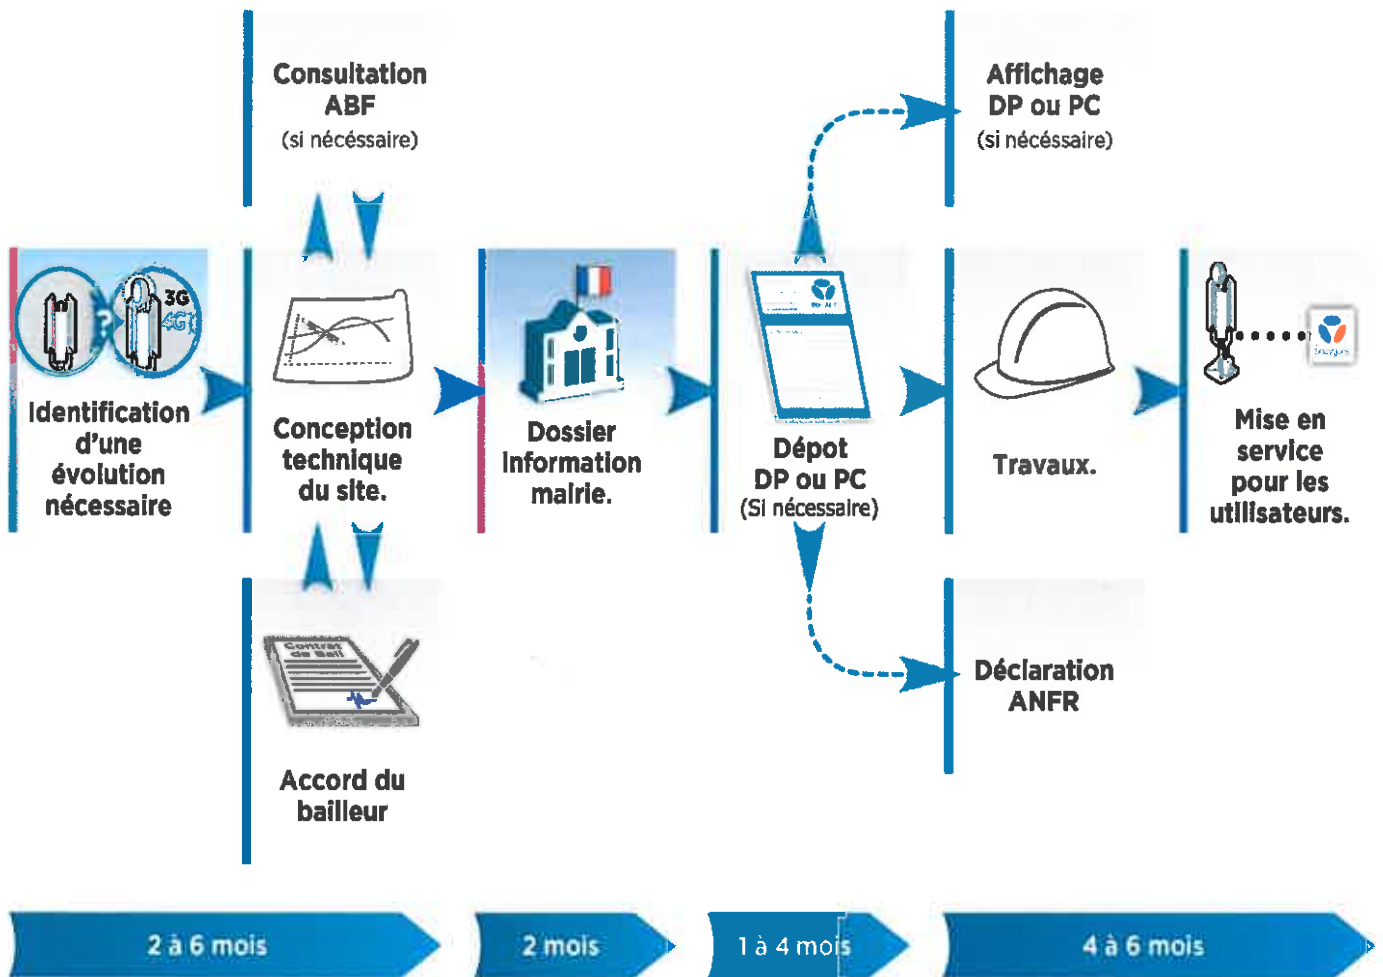 Consultation
ABF
(si nécéssaire)
Affichage
DP ou PC
(si nécéssaire)
3G
4G
?
Identification
d'une
évolution
nécessaire
Conception
technique
du site.
Dossier
Information
mairie.
Dépot
DP ou PC
(Si nécessaire)
Travaux.
Mise en
service
pour les
utilisateurs.
Contrat
de Bail
Accord du
bailleur
Déclaration
ANFR
2 à 6 mois
2 mois
1 à 4 mois
4 à 6 mois